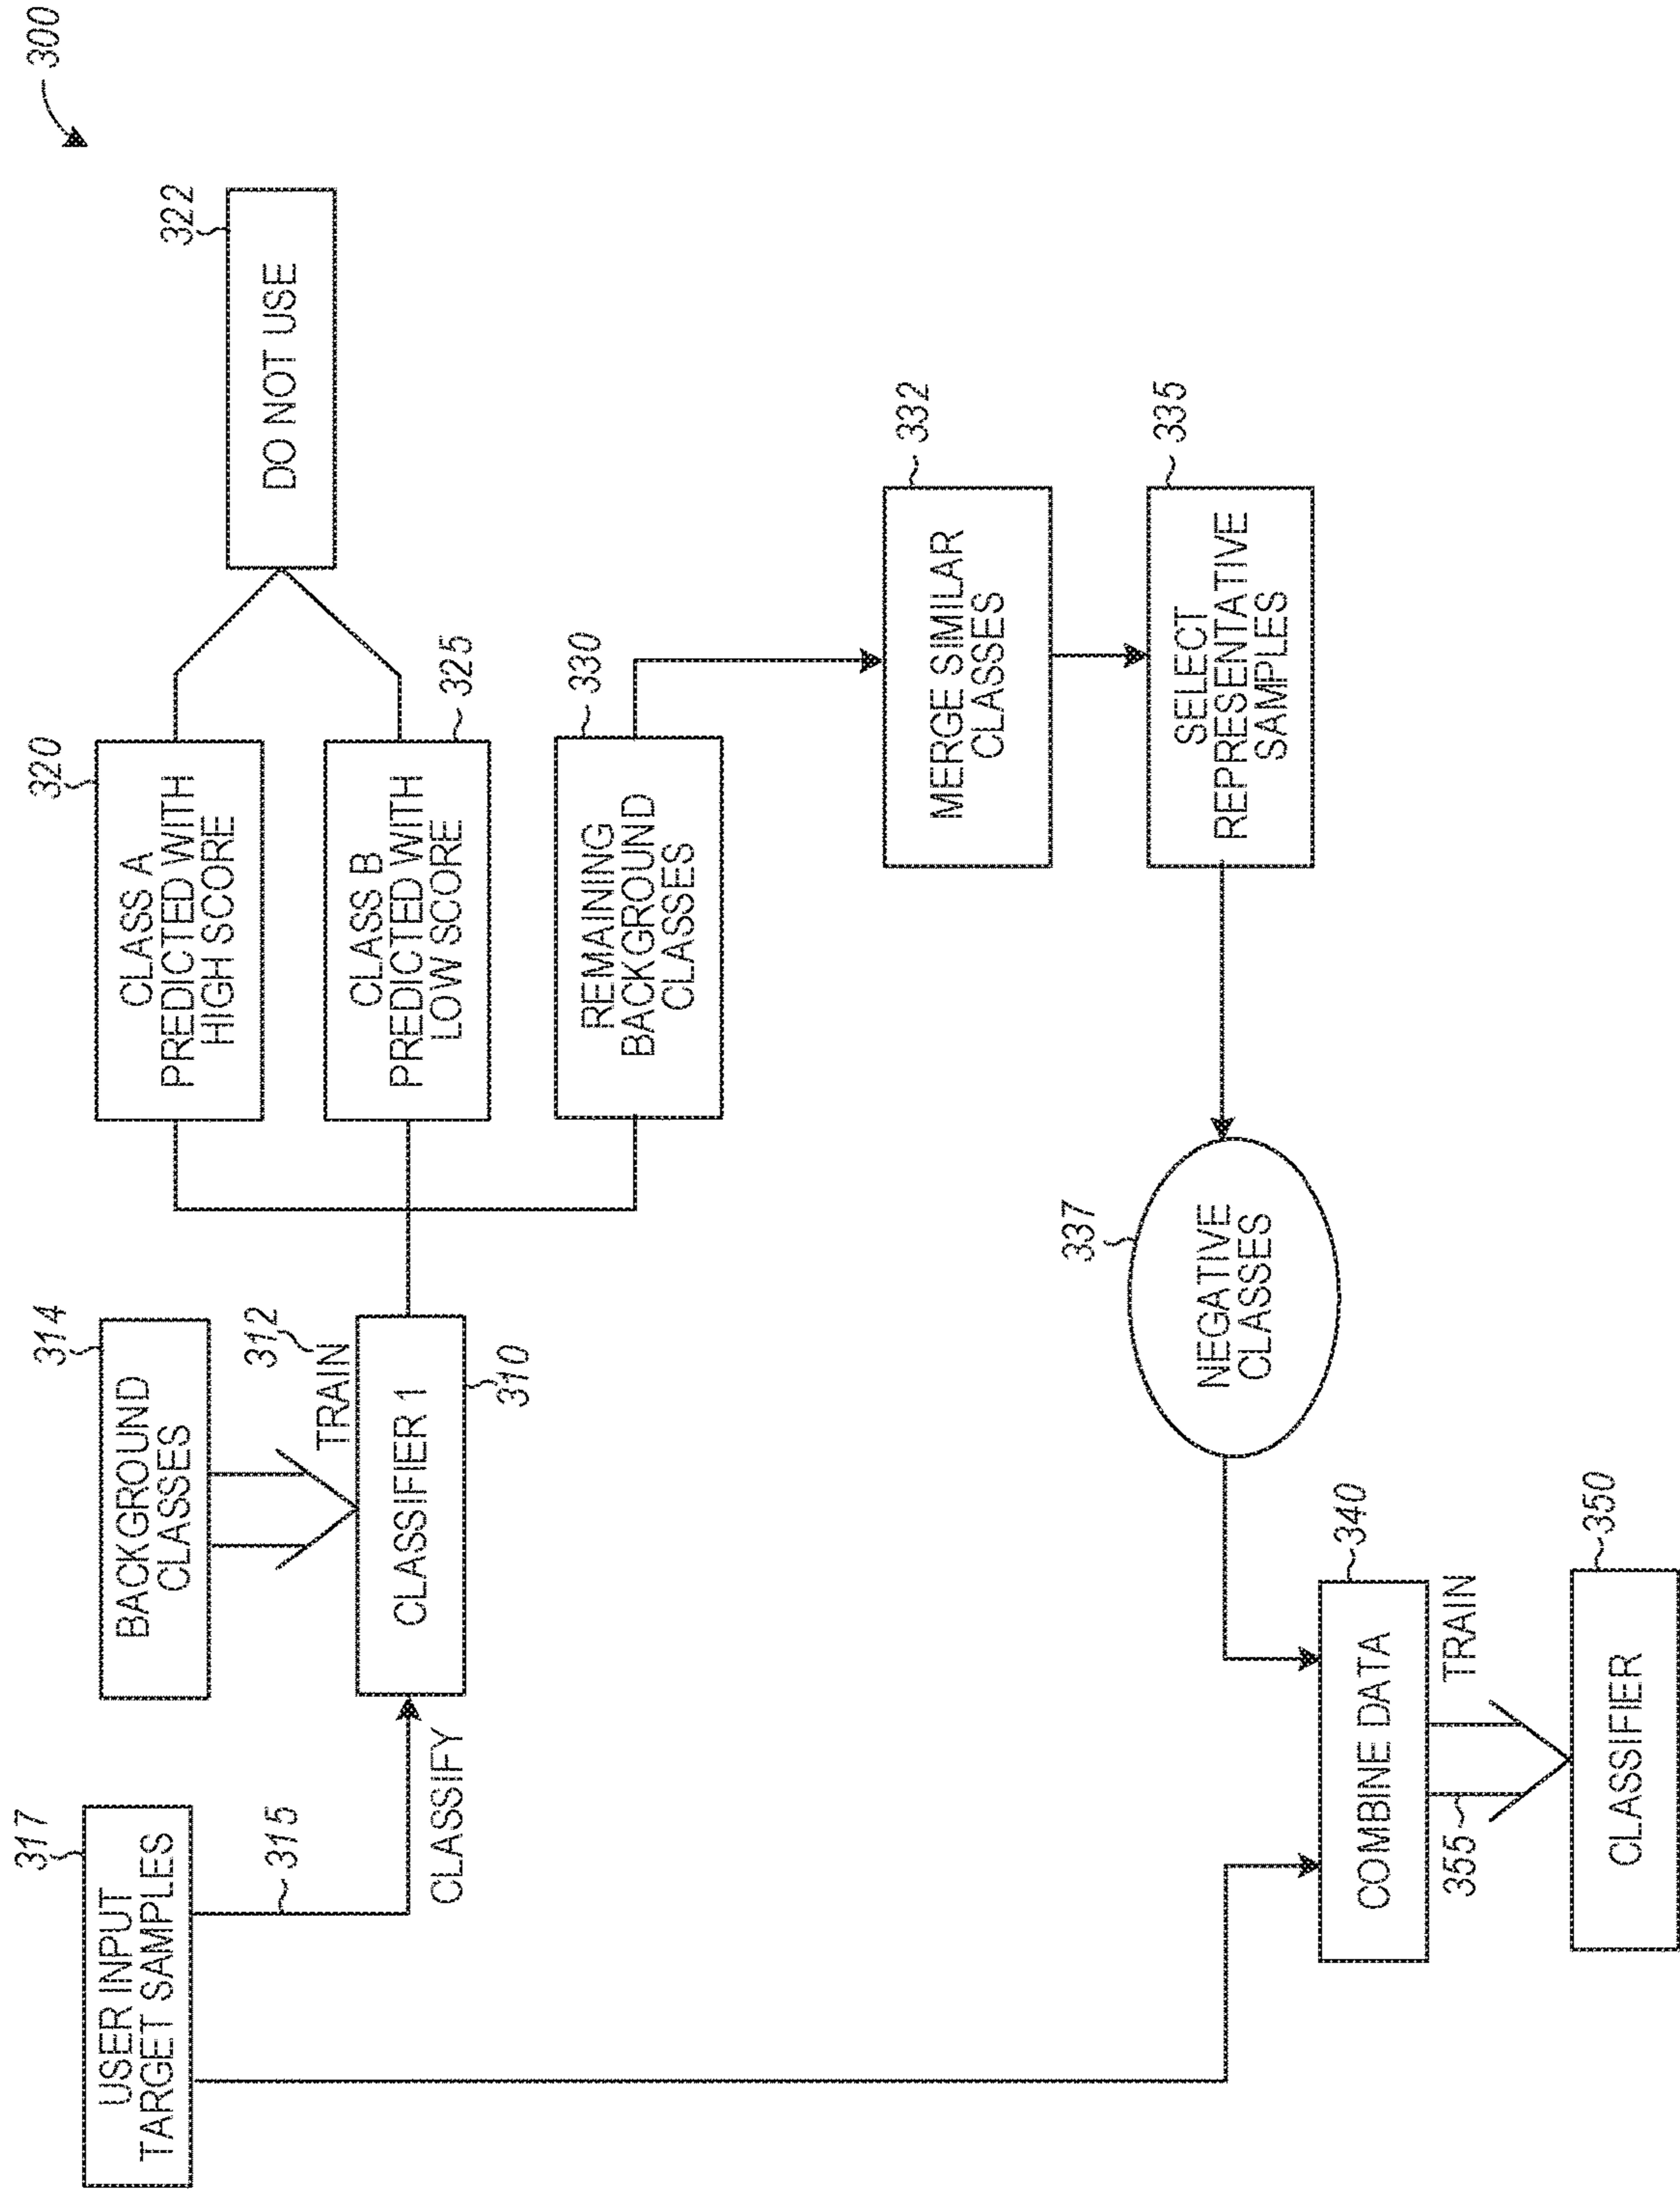 300
317
USER INPUT
TARGET SAMPLES
315
CLASSIFY
314
BACKGROUND
CLASSES
312
TRAIN
CLASSIFIER 1
310
320
CLASS A
PREDICTED WITH
HIGH SCORE
CLASS B
PREDICTED WITH
LOW SCORE
325
322
DO NOT USE
330
REMAINING
BACKGROUND
CLASSES
332
MERGE SIMILAR
CLASSES
335
SELECT
REPRESENTATIVE
SAMPLES
337
NEGATIVE
CLASSES
340
COMBINE DATA
355
TRAIN
350
CLASSIFIER